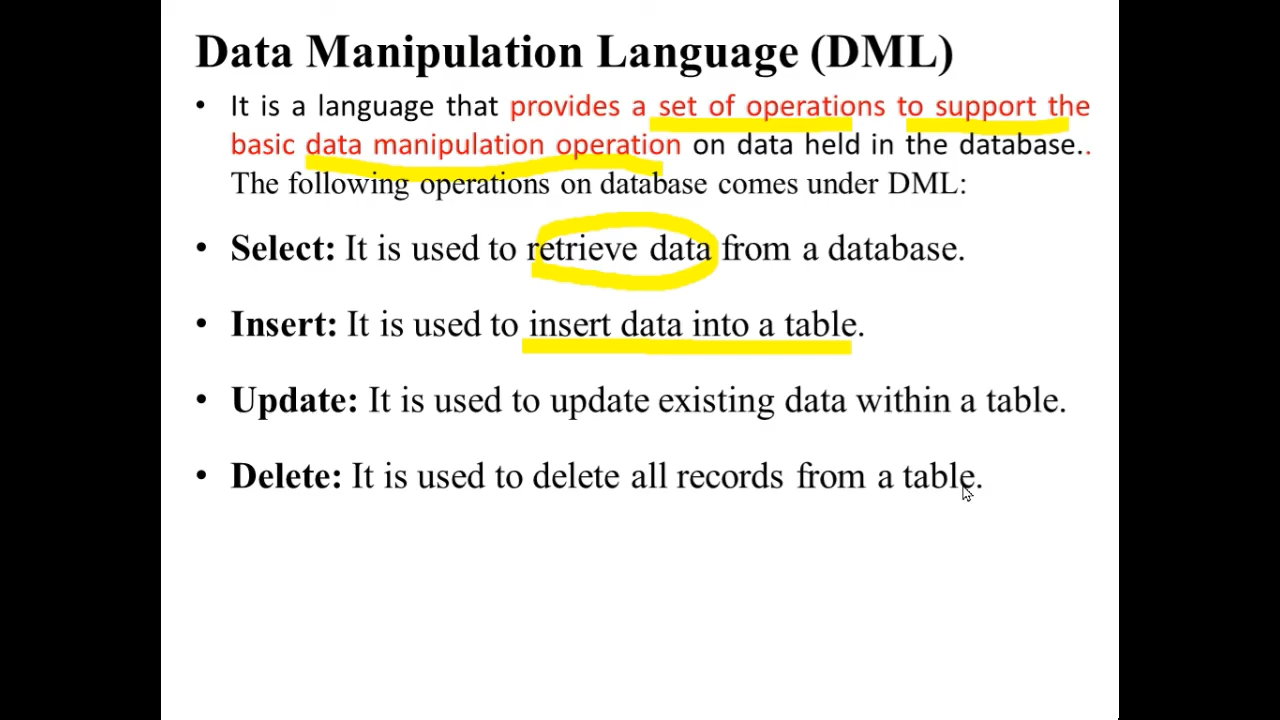 Data Manipulation Language (DML)
• It is a language that provides a set of operations to support the
basic data manipulation operation on data held in the database..
The following operations on database comes under DML:
• Select: It is used to retrieve data from a database.
• Insert: It is used to insert data into a table.
• Update: It is used to update existing data within a table.
• Delete: It is used to delete all records from a table.